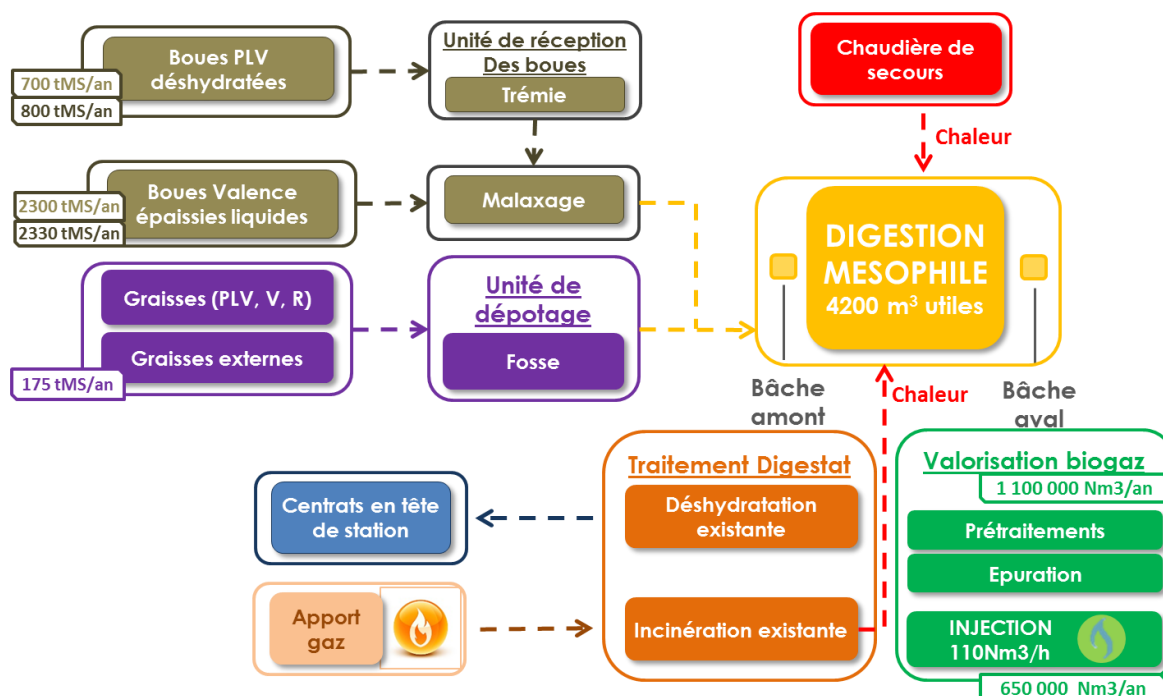 Boues PLV
déshydratées
700 tMS/an
800 tMS/an
Unité de réception
Des boues
Trémie
Chaudière de
secours
Chaleur
Boues Valence
épaissies liquides
2300 tMS/an
2330 tMS/an
Malaxage
DIGESTION
MESOPHILE
4200 m³ utiles
Graisses (PLV, V, R)
Graisses externes
175 tMS/an
Unité de
dépotage
Fosse
Bâche
amont
Chaleur
Bâche
aval
Centrats en tête
de station
Traitement Digestat
Déshydratation
existante
Incinération existante
Apport
gaz
Valorisation biogaz
1 100 000 Nm3/an
Prétraitements
Epuration
INJECTION
110Nm3/h
650 000 Nm3/an